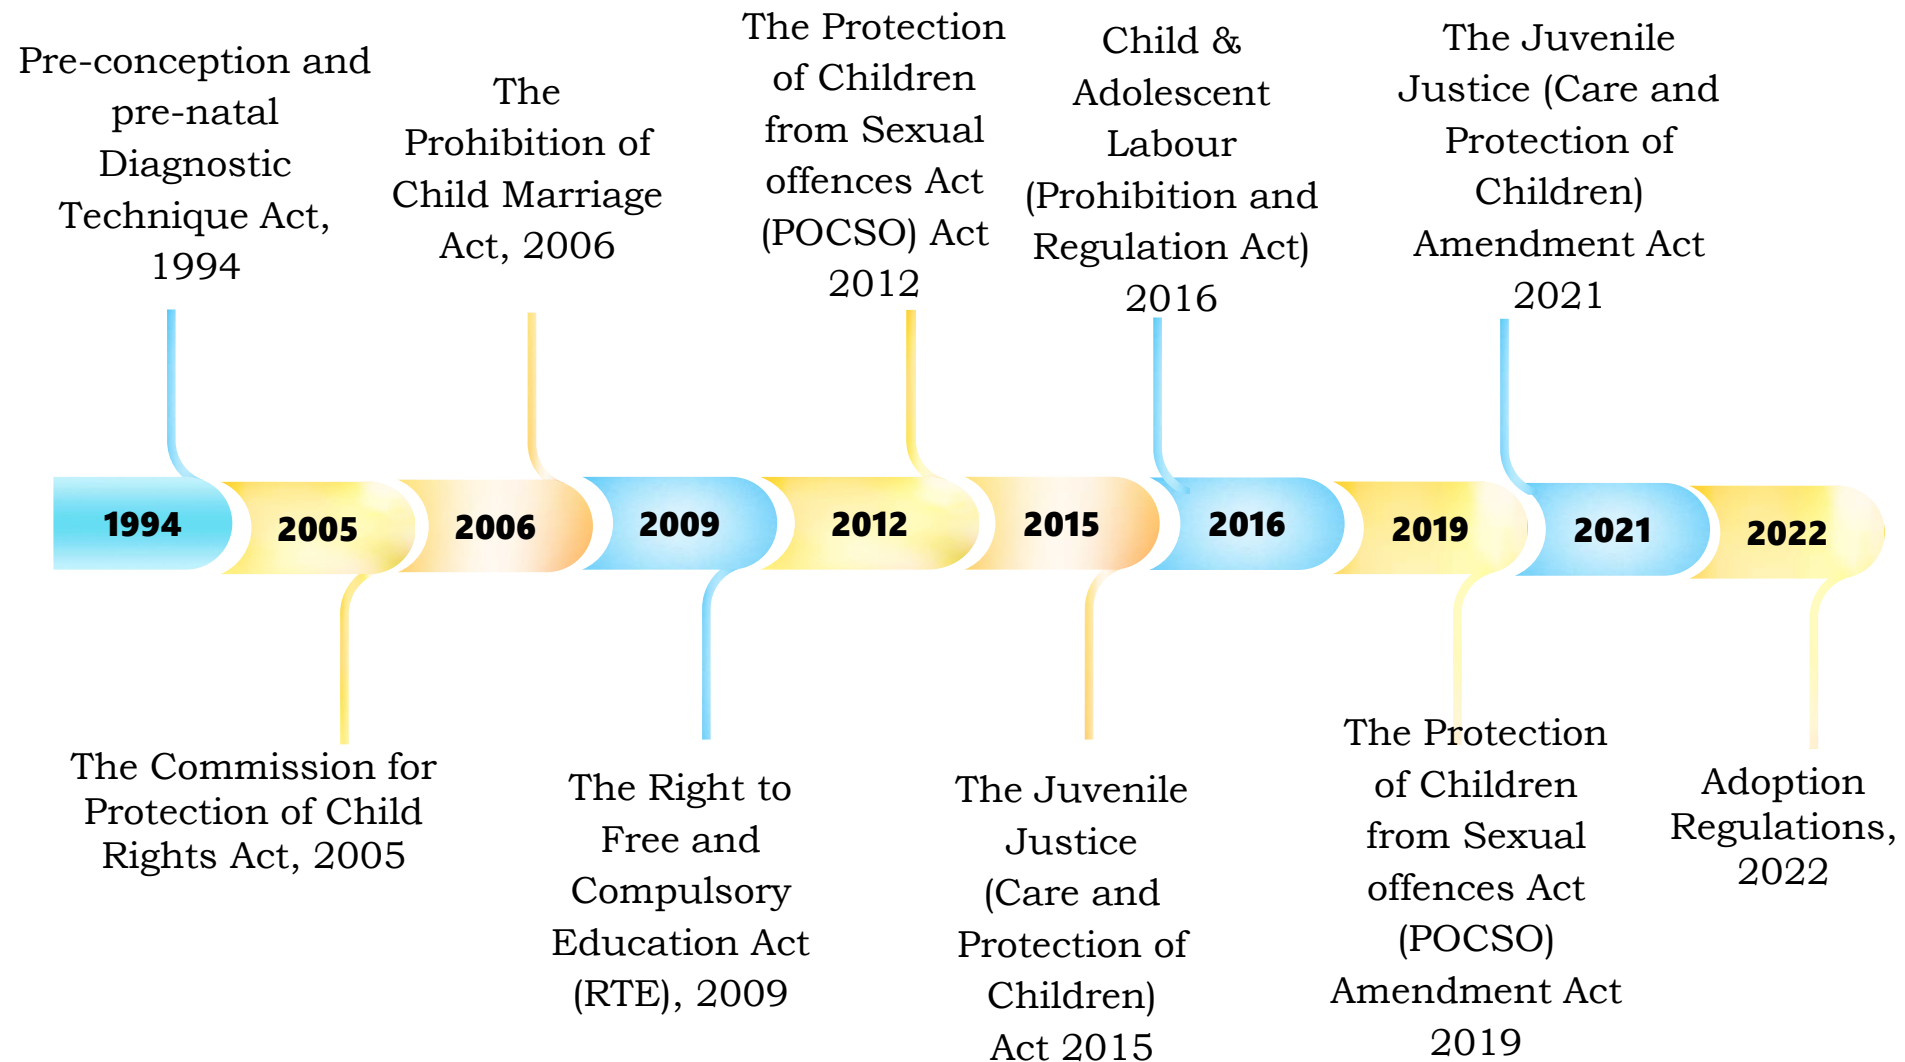 Pre-conception and
pre-natal
Diagnostic
Technique Act,
1994
The
Prohibition of
Child Marriage
Act, 2006
The Protection
of Children
from Sexual
offences Act
(POCSO) Act
2012
Child &
Adolescent
Labour
(Prohibition and
Regulation Act)
2016
The Juvenile
Justice (Care and
Protection of
Children)
Amendment Act
2021
1994
2005
2006
2009
2012
2015
2016
2019
2021
2022
The Commission for
Protection of Child
Rights Act, 2005
The Right to
Free and
Compulsory
Education Act
(RTE), 2009
The Juvenile
Justice
(Care and
Protection of
Children)
Act 2015
The Protection
of Children
from Sexual
offences Act
(POCSO)
Amendment Act
2019
Adoption
Regulations,
2022